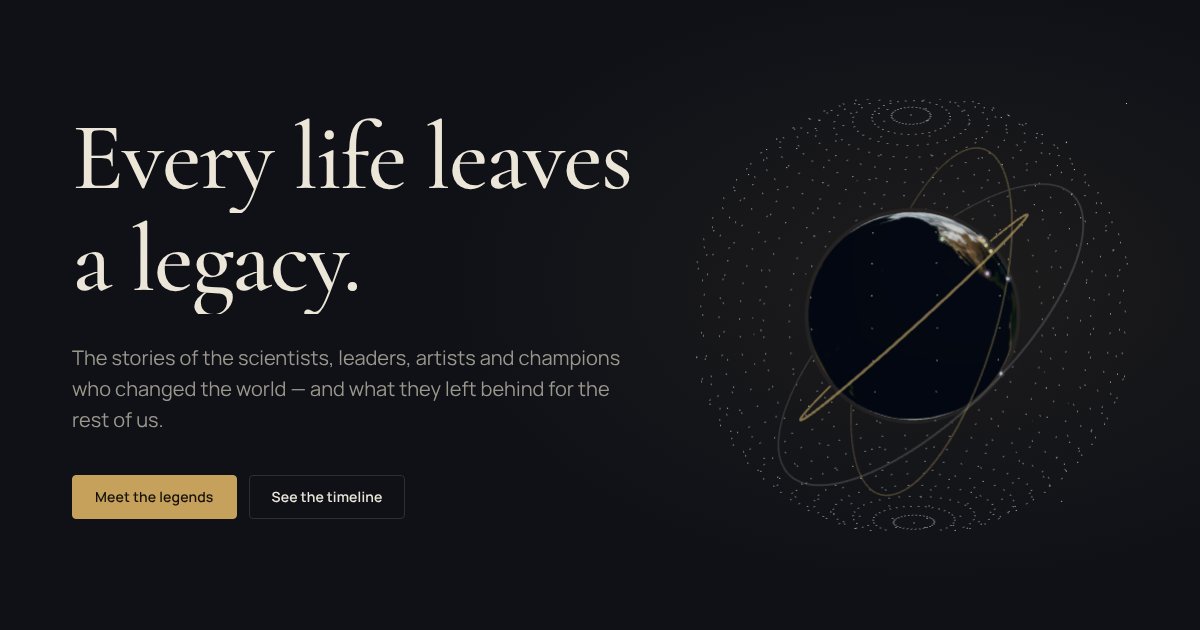 Every life leaves
a legacy.
The stories of the scientists, leaders, artists and champions
who changed the world — and what they left behind for the
rest of us.
Meet the legends
See the timeline